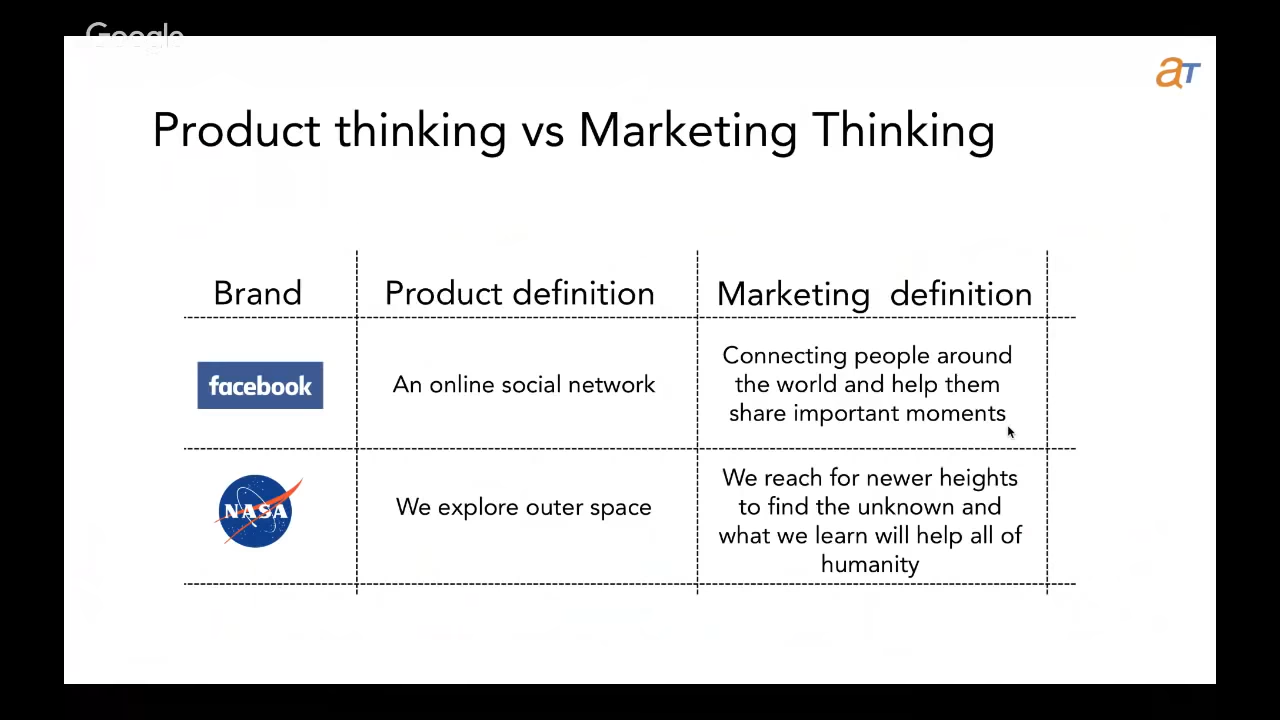 Google
aT
Product thinking vs Marketing Thinking
Brand
Product definition
Marketing definition
facebook
An online social network
Connecting people around
the world and help them
share important moments
NASA
We explore outer space
We reach for newer heights
to find the unknown and
what we learn will help all of
humanity